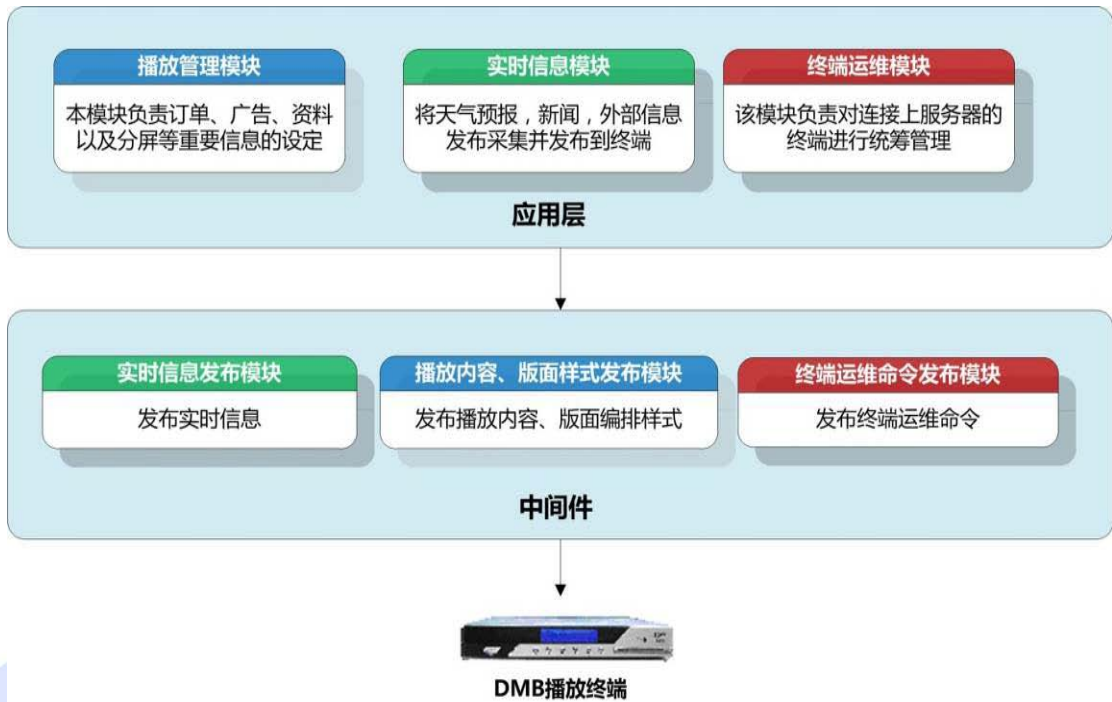 播放管理模块
本模块负责订单、广告、资料
以及分屏等重要信息的设定
实时信息模块
将天气预报，新闻，外部信息
发布采集并发布到终端
终端运维模块
该模块负责对连接上服务器的
终端进行统筹管理
应用层
实时信息发布模块
发布实时信息
播放内容、版面样式发布模块
发布播放内容、版面编排样式
终端运维命令发布模块
发布终端运维命令
中间件
DMB播放终端